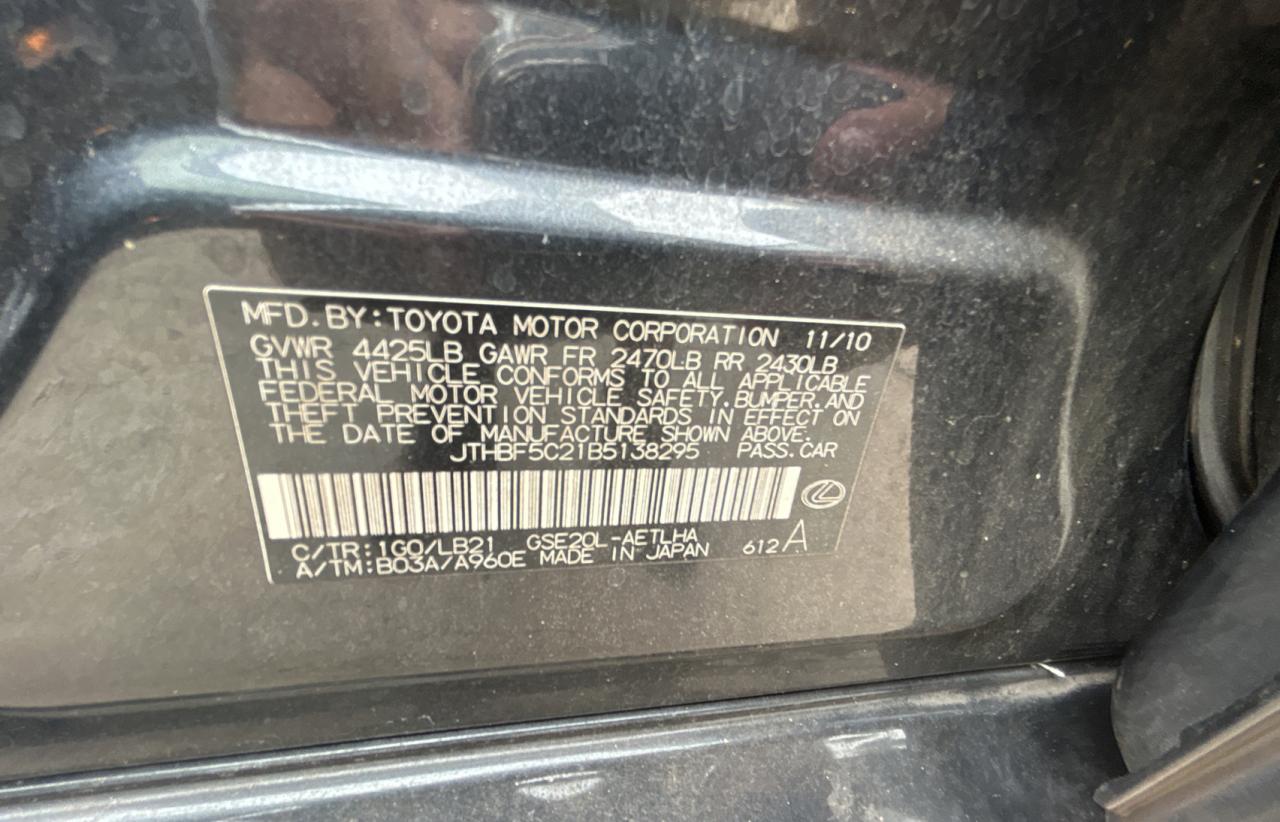 MFD. BY: TOYOTA MOTOR CORPORATION 11/10
GVWR 4425LB GAWR FR 2470LB RR 2430LB
THIS VEHICLE CONFORMS TO ALL APPLICABLE
FEDERAL MOTOR VEHICLE SAFETY. BUMPER. AND
THEFT PREVENTION STANDARDS IN EFFECT ON
THE DATE OF MANUFACTURE SHOWN ABOVE.
JTHBF5C21B5138295 PASS. CAR
C/TR: 1G0/LB21 GSE20L-AETLHA
A/TM: B03A/A960E MADE IN JAPAN 612 A